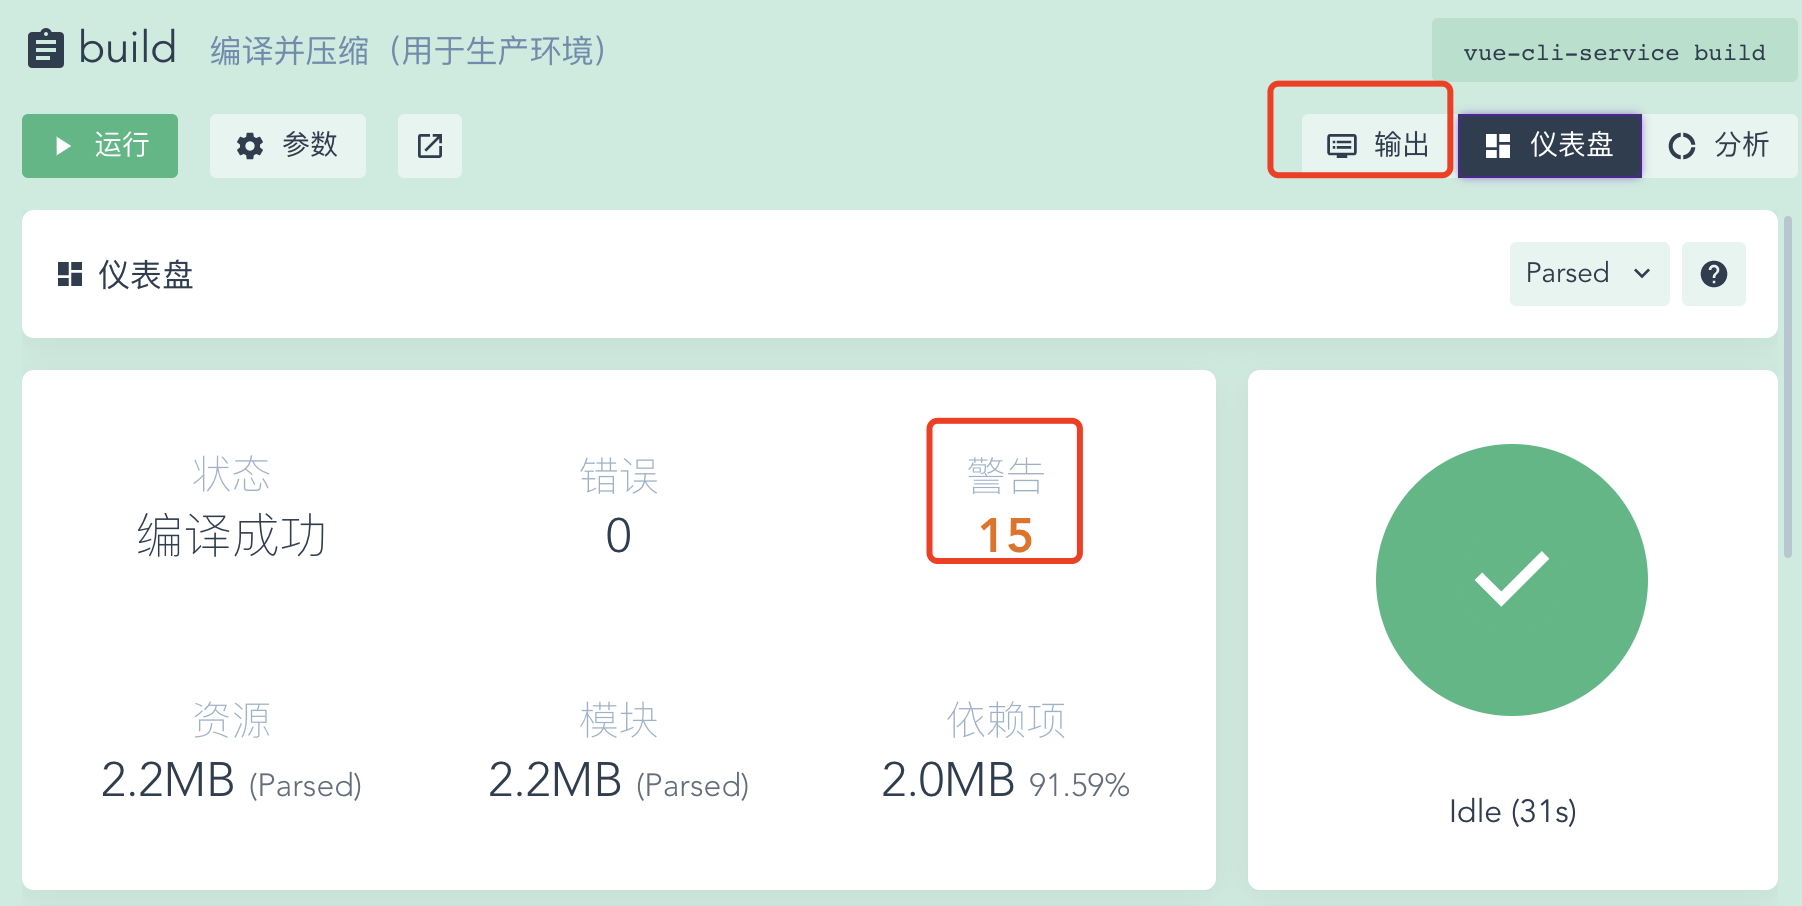 build 编译并压缩（用于生产环境）
vue-cli-service build
运行 参数 输出 仪表盘 分析
仪表盘 Parsed
状态 错误 警告
编译成功 0 15
资源 模块 依赖项
2.2MB (Parsed) 2.2MB (Parsed) 2.0MB 91.59%
Idle (31s)